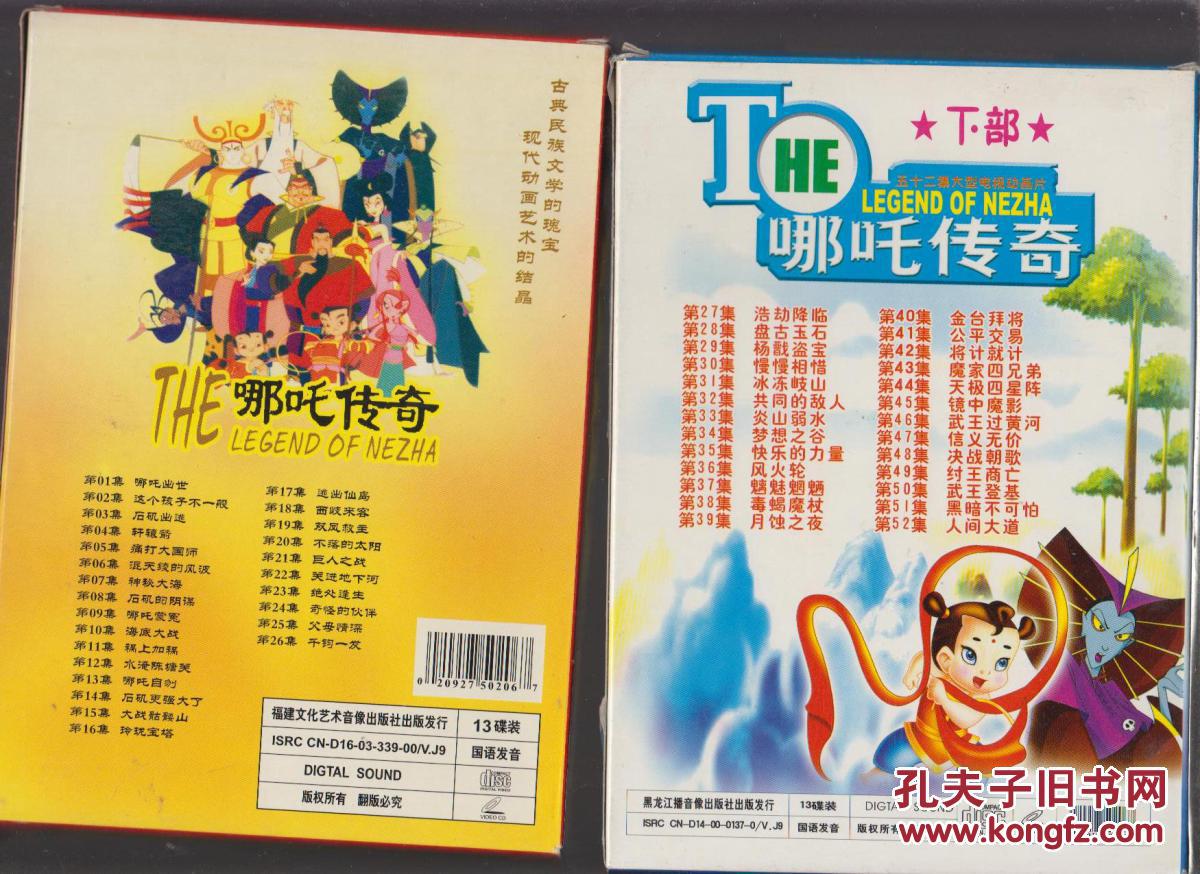 古典民族文学的瑰宝
现代动画艺术的结晶
THE 哪吒传奇
LEGEND OF NEZHA
第01集 哪吒出世
第02集 这个孩子不一般
第03集 石矶出逃
第04集 轩辕箭
第05集 痛打大国师
第06集 混天绫的风波
第07集 神秘大海
第08集 石矶的阴谋
第09集 哪吒蒙冤
第10集 海底大战
第11集 祸上加祸
第12集 水淹陈塘关
第13集 哪吒自刎
第14集 石矶更强大了
第15集 大战骷髅山
第16集 玲珑宝塔
第17集 逃出仙岛
第18集 西岐来客
第19集 双凤救主
第20集 不落的太阳
第21集 巨人之战
第22集 哭进地下河
第23集 绝处逢生
第24集 奇怪的伙伴
第25集 父母情深
第26集 千钧一发
0 20927 50206 7
福建文化艺术音像出版社出版发行
13碟装
ISRC CN-D16-03-339-00/V.J9
国语发音
DIGTAL SOUND
COMPACT disc DIGITAL VIDEO
版权所有 翻版必究
VIDEO CD
THE
★下·部★
五十二集大型电视动画片
LEGEND OF NEZHA
哪吒传奇
第27集 浩劫降临
第28集 盘古玉石
第29集 杨戬盗宝
第30集 慢慢相惜
第31集 冰冻岐山
第32集 共同的敌人
第33集 炎山弱水
第34集 梦想之谷
第35集 快乐的力量
第36集 风火轮
第37集 魑魅魍魉
第38集 毒蝎魔杖
第39集 月蚀之夜
第40集 金台拜将
第41集 公平交易
第42集 将计就计
第43集 魔家四兄弟
第44集 天极四星阵
第45集 镜中魔影
第46集 武王过黄河
第47集 信义无价
第48集 决战朝歌
第49集 纣王商亡
第50集 武王登基
第51集 黑暗不可怕
第52集 人间大道
黑龙江播音像出版社出版发行
13碟装
DIGTAL SOUND
ISRC CN-D14-00-0137-0/V.J9
国语发音
版权所有
孔夫子旧书网
www.kongfz.com